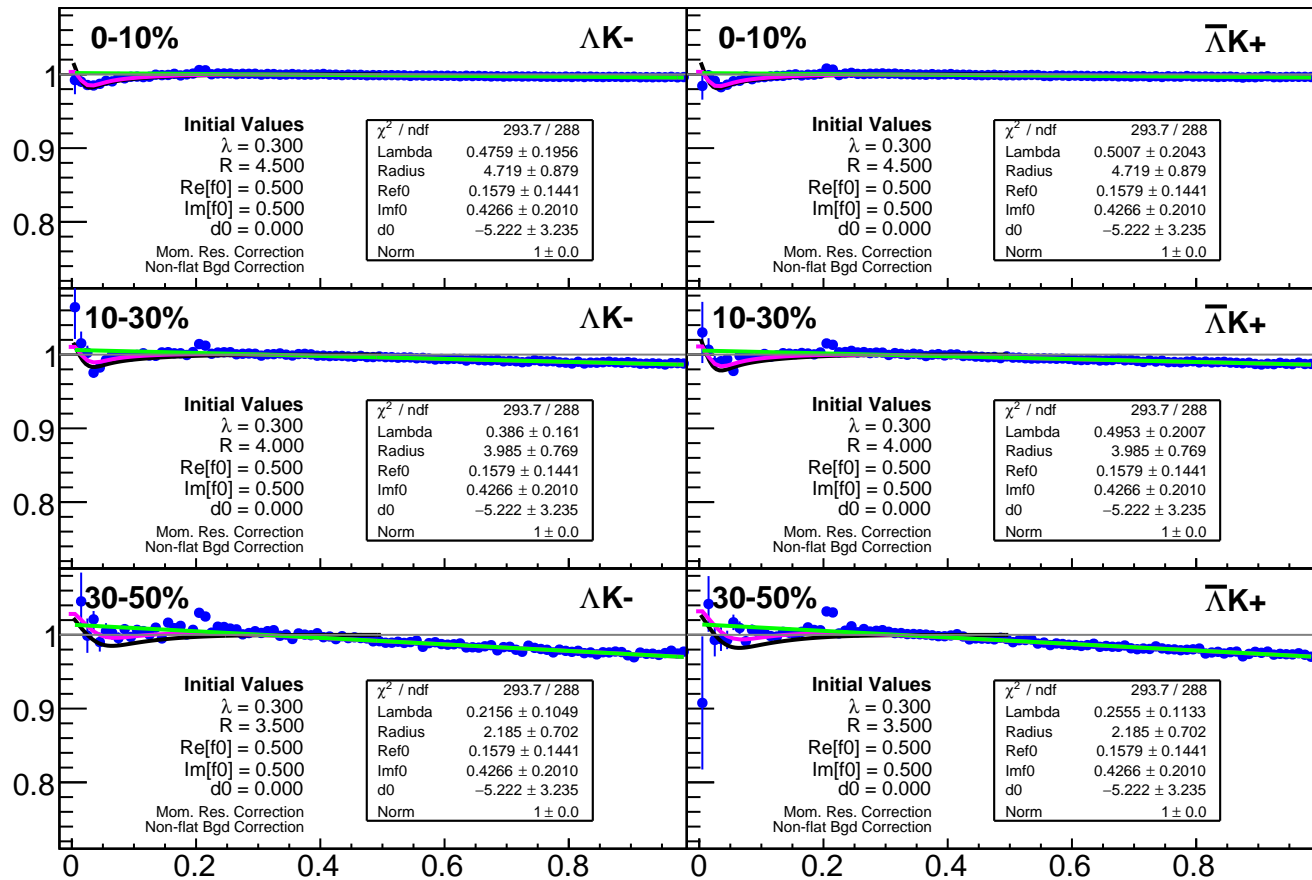 0-10%
ΛK-
1
0.9
0.8
Initial Values
λ = 0.300
R = 4.500
Re[f0] = 0.500
Im[f0] = 0.500
d0 = 0.000
Mom. Res. Correction
Non-flat Bgd Correction
χ² / ndf 293.7 / 288
Lambda 0.4759 ± 0.1956
Radius 4.719 ± 0.879
Ref0 0.1579 ± 0.1441
Imf0 0.4266 ± 0.2010
d0 −5.222 ± 3.235
Norm 1 ± 0.0
0-10%
Λ̅K+
Initial Values
λ = 0.300
R = 4.500
Re[f0] = 0.500
Im[f0] = 0.500
d0 = 0.000
Mom. Res. Correction
Non-flat Bgd Correction
χ² / ndf 293.7 / 288
Lambda 0.5007 ± 0.2043
Radius 4.719 ± 0.879
Ref0 0.1579 ± 0.1441
Imf0 0.4266 ± 0.2010
d0 −5.222 ± 3.235
Norm 1 ± 0.0
10-30%
ΛK-
1
0.9
0.8
Initial Values
λ = 0.300
R = 4.000
Re[f0] = 0.500
Im[f0] = 0.500
d0 = 0.000
Mom. Res. Correction
Non-flat Bgd Correction
χ² / ndf 293.7 / 288
Lambda 0.386 ± 0.161
Radius 3.985 ± 0.769
Ref0 0.1579 ± 0.1441
Imf0 0.4266 ± 0.2010
d0 −5.222 ± 3.235
Norm 1 ± 0.0
10-30%
Λ̅K+
Initial Values
λ = 0.300
R = 4.000
Re[f0] = 0.500
Im[f0] = 0.500
d0 = 0.000
Mom. Res. Correction
Non-flat Bgd Correction
χ² / ndf 293.7 / 288
Lambda 0.4953 ± 0.2007
Radius 3.985 ± 0.769
Ref0 0.1579 ± 0.1441
Imf0 0.4266 ± 0.2010
d0 −5.222 ± 3.235
Norm 1 ± 0.0
30-50%
ΛK-
1
0.9
0.8
Initial Values
λ = 0.300
R = 3.500
Re[f0] = 0.500
Im[f0] = 0.500
d0 = 0.000
Mom. Res. Correction
Non-flat Bgd Correction
χ² / ndf 293.7 / 288
Lambda 0.2156 ± 0.1049
Radius 2.185 ± 0.702
Ref0 0.1579 ± 0.1441
Imf0 0.4266 ± 0.2010
d0 −5.222 ± 3.235
Norm 1 ± 0.0
30-50%
Λ̅K+
Initial Values
λ = 0.300
R = 3.500
Re[f0] = 0.500
Im[f0] = 0.500
d0 = 0.000
Mom. Res. Correction
Non-flat Bgd Correction
χ² / ndf 293.7 / 288
Lambda 0.2555 ± 0.1133
Radius 2.185 ± 0.702
Ref0 0.1579 ± 0.1441
Imf0 0.4266 ± 0.2010
d0 −5.222 ± 3.235
Norm 1 ± 0.0
0 0.2 0.4 0.6 0.8 0 0.2 0.4 0.6 0.8